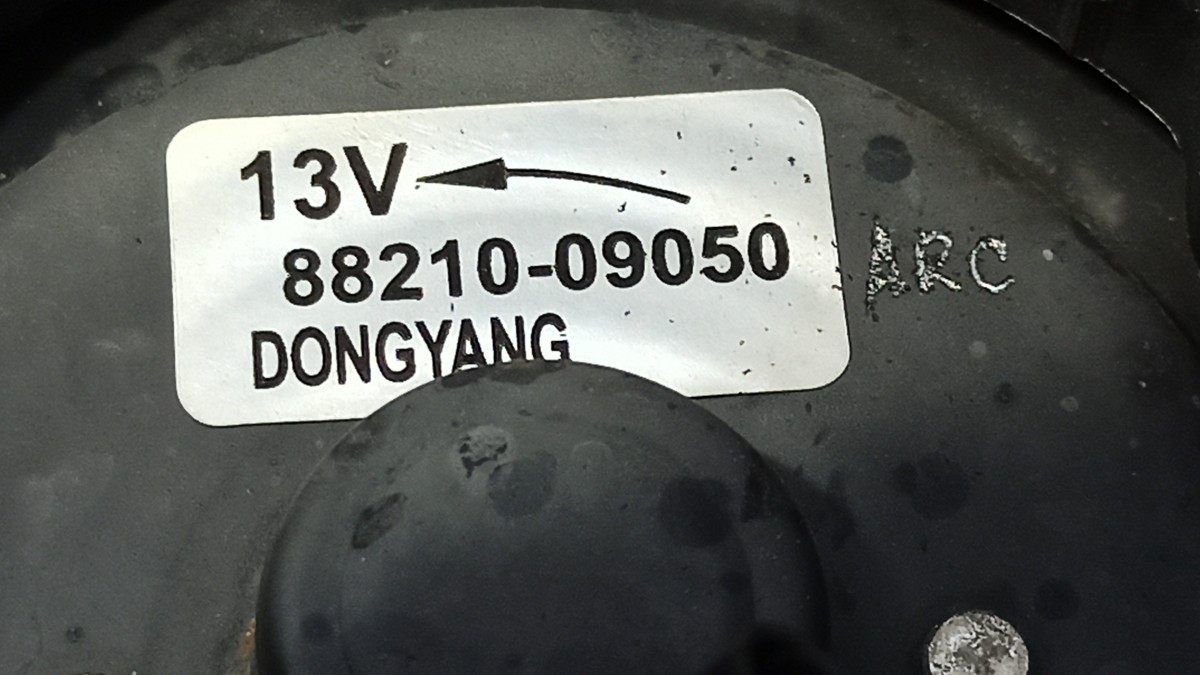 13V
88210-09050
DONGYANG
ARC